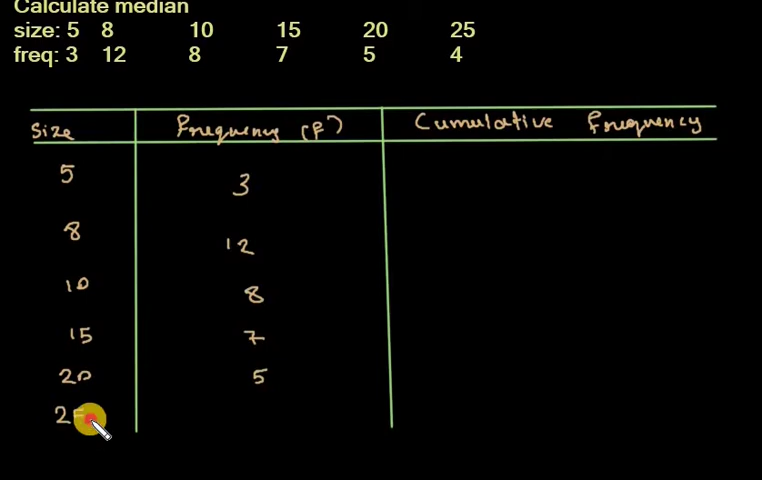 Calculate median
size: 5 8 10 15 20 25
freq: 3 12 8 7 5 4
Size Frequency (F) Cumulative Frequency
5 3
8 12
10 8
15 7
20 5
2